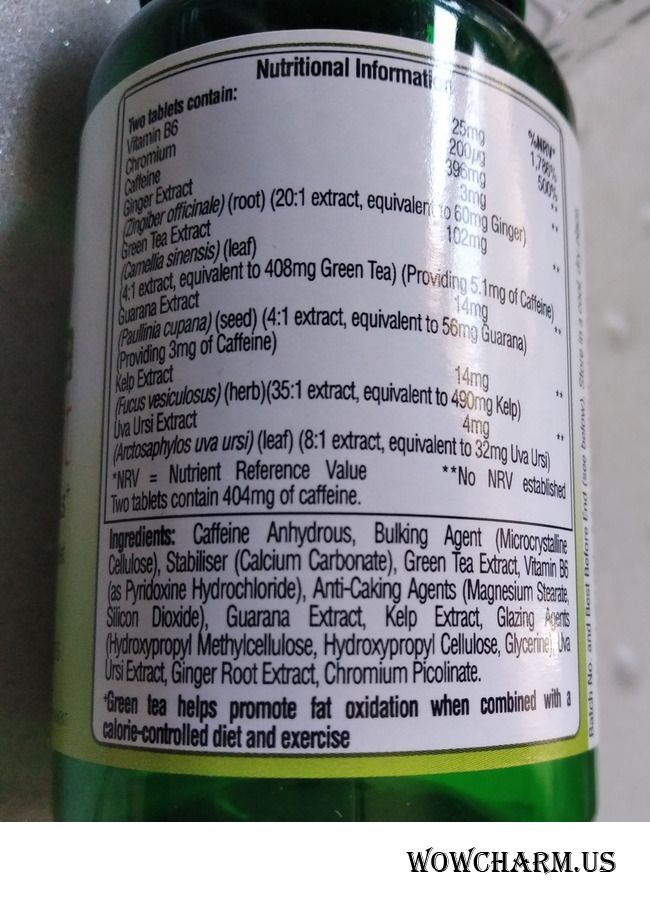 Nutritional Information
Two tablets contain: %NRV*
Vitamin B6 25mg 1,786%
Chromium 200µg 500%
Caffeine 396mg **
Ginger Extract 3mg **
(Zingiber officinale) (root) (20:1 extract, equivalent to 60mg Ginger)
Green Tea Extract 102mg **
(Camellia sinensis) (leaf)
(4:1 extract, equivalent to 408mg Green Tea) (Providing 5.1mg of Caffeine)
Guarana Extract 14mg **
(Paullinia cupana) (seed) (4:1 extract, equivalent to 56mg Guarana)
(Providing 3mg of Caffeine)
Kelp Extract 14mg **
(Fucus vesiculosus) (herb)(35:1 extract, equivalent to 490mg Kelp)
Uva Ursi Extract 4mg **
(Arctosaphylos uva ursi) (leaf) (8:1 extract, equivalent to 32mg Uva Ursi)
*NRV = Nutrient Reference Value **No NRV established
Two tablets contain 404mg of caffeine.
Ingredients: Caffeine Anhydrous, Bulking Agent (Microcrystalline
Cellulose), Stabiliser (Calcium Carbonate), Green Tea Extract, Vitamin B6
(as Pyridoxine Hydrochloride), Anti-Caking Agents (Magnesium Stearate,
Silicon Dioxide), Guarana Extract, Kelp Extract, Glazing Agents
(Hydroxypropyl Methylcellulose, Hydroxypropyl Cellulose, Glycerine), Uva
Ursi Extract, Ginger Root Extract, Chromium Picolinate.
⁺Green tea helps promote fat oxidation when combined with a
calorie-controlled diet and exercise
Batch No. and Best Before End (see below). Store in a cool, dry place.
WOWCHARM.US